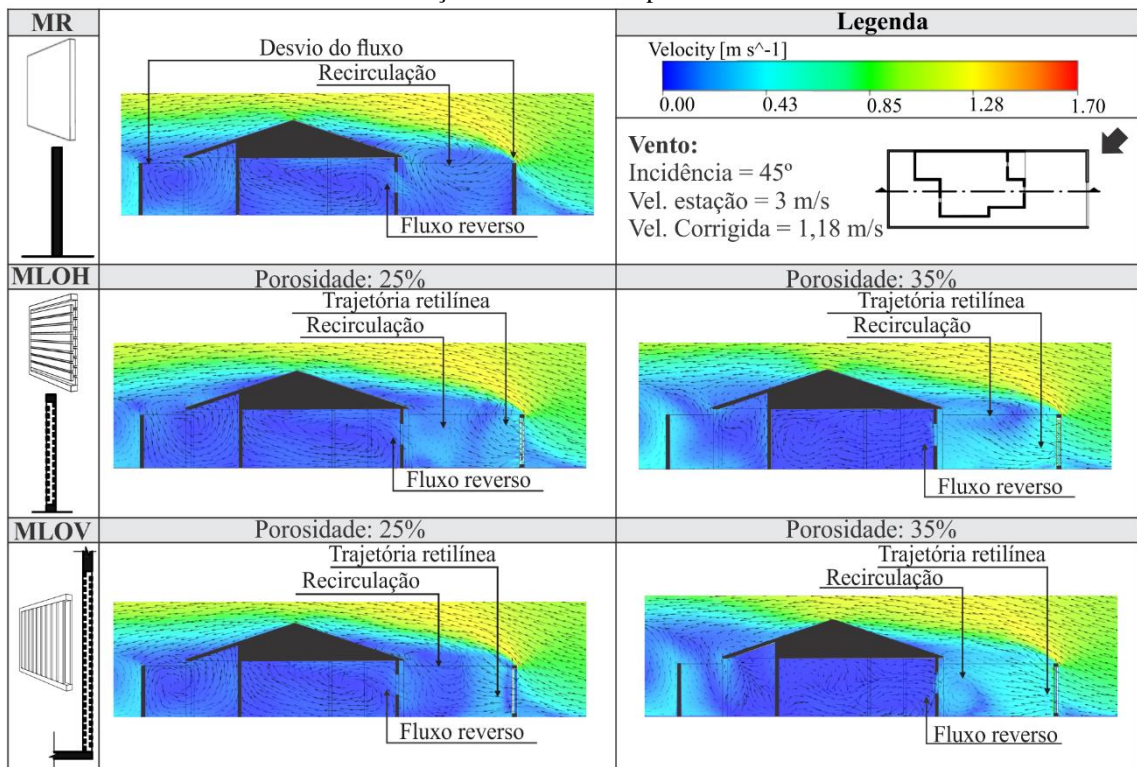 MR
Desvio do fluxo
Recirculação
Fluxo reverso
Legenda
Velocity [m s^-1]
0.00 0.43 0.85 1.28 1.70
Vento:
Incidência = 45º
Vel. estação = 3 m/s
Vel. Corrigida = 1,18 m/s
MLOH
Porosidade: 25%
Trajetória retilínea
Recirculação
Fluxo reverso
Porosidade: 35%
Trajetória retilínea
Recirculação
Fluxo reverso
MLOV
Porosidade: 25%
Trajetória retilínea
Recirculação
Fluxo reverso
Porosidade: 35%
Trajetória retilínea
Recirculação
Fluxo reverso